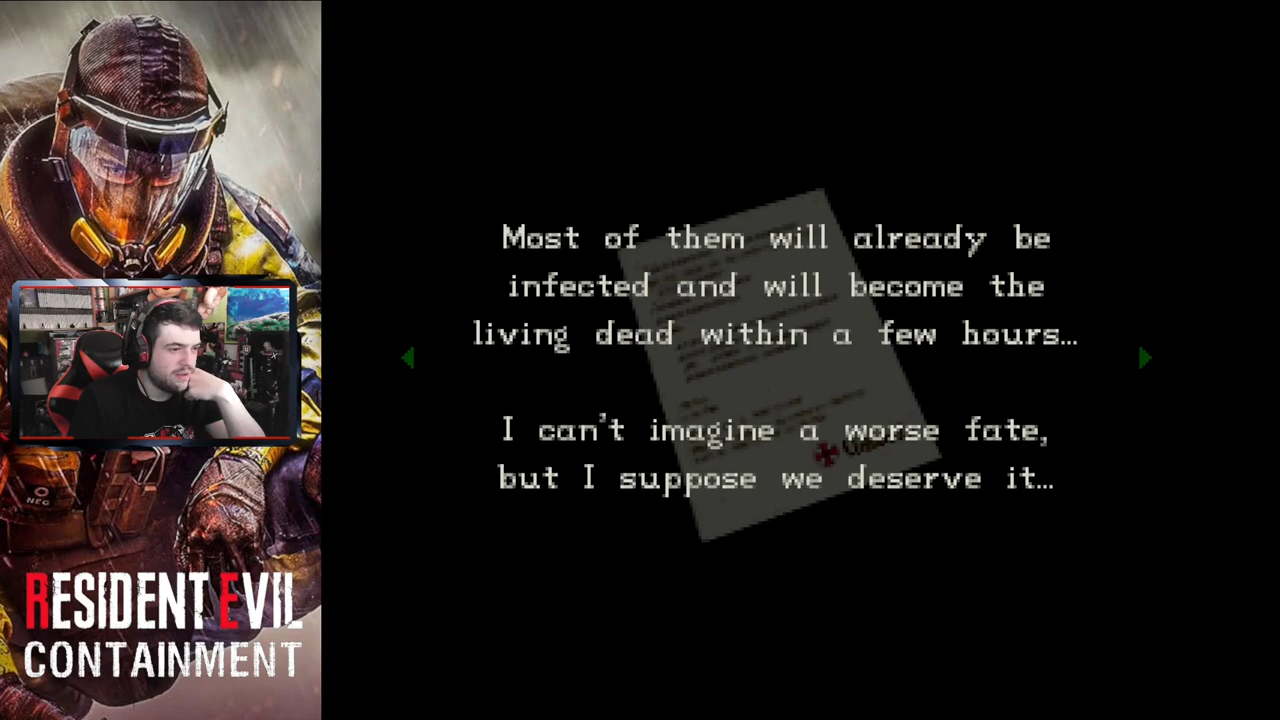 Most of them will already be
infected and will become the
living dead within a few hours…
I can't imagine a worse fate,
but I suppose we deserve it…
NEG
RESIDENT EVIL
CONTAINMENT